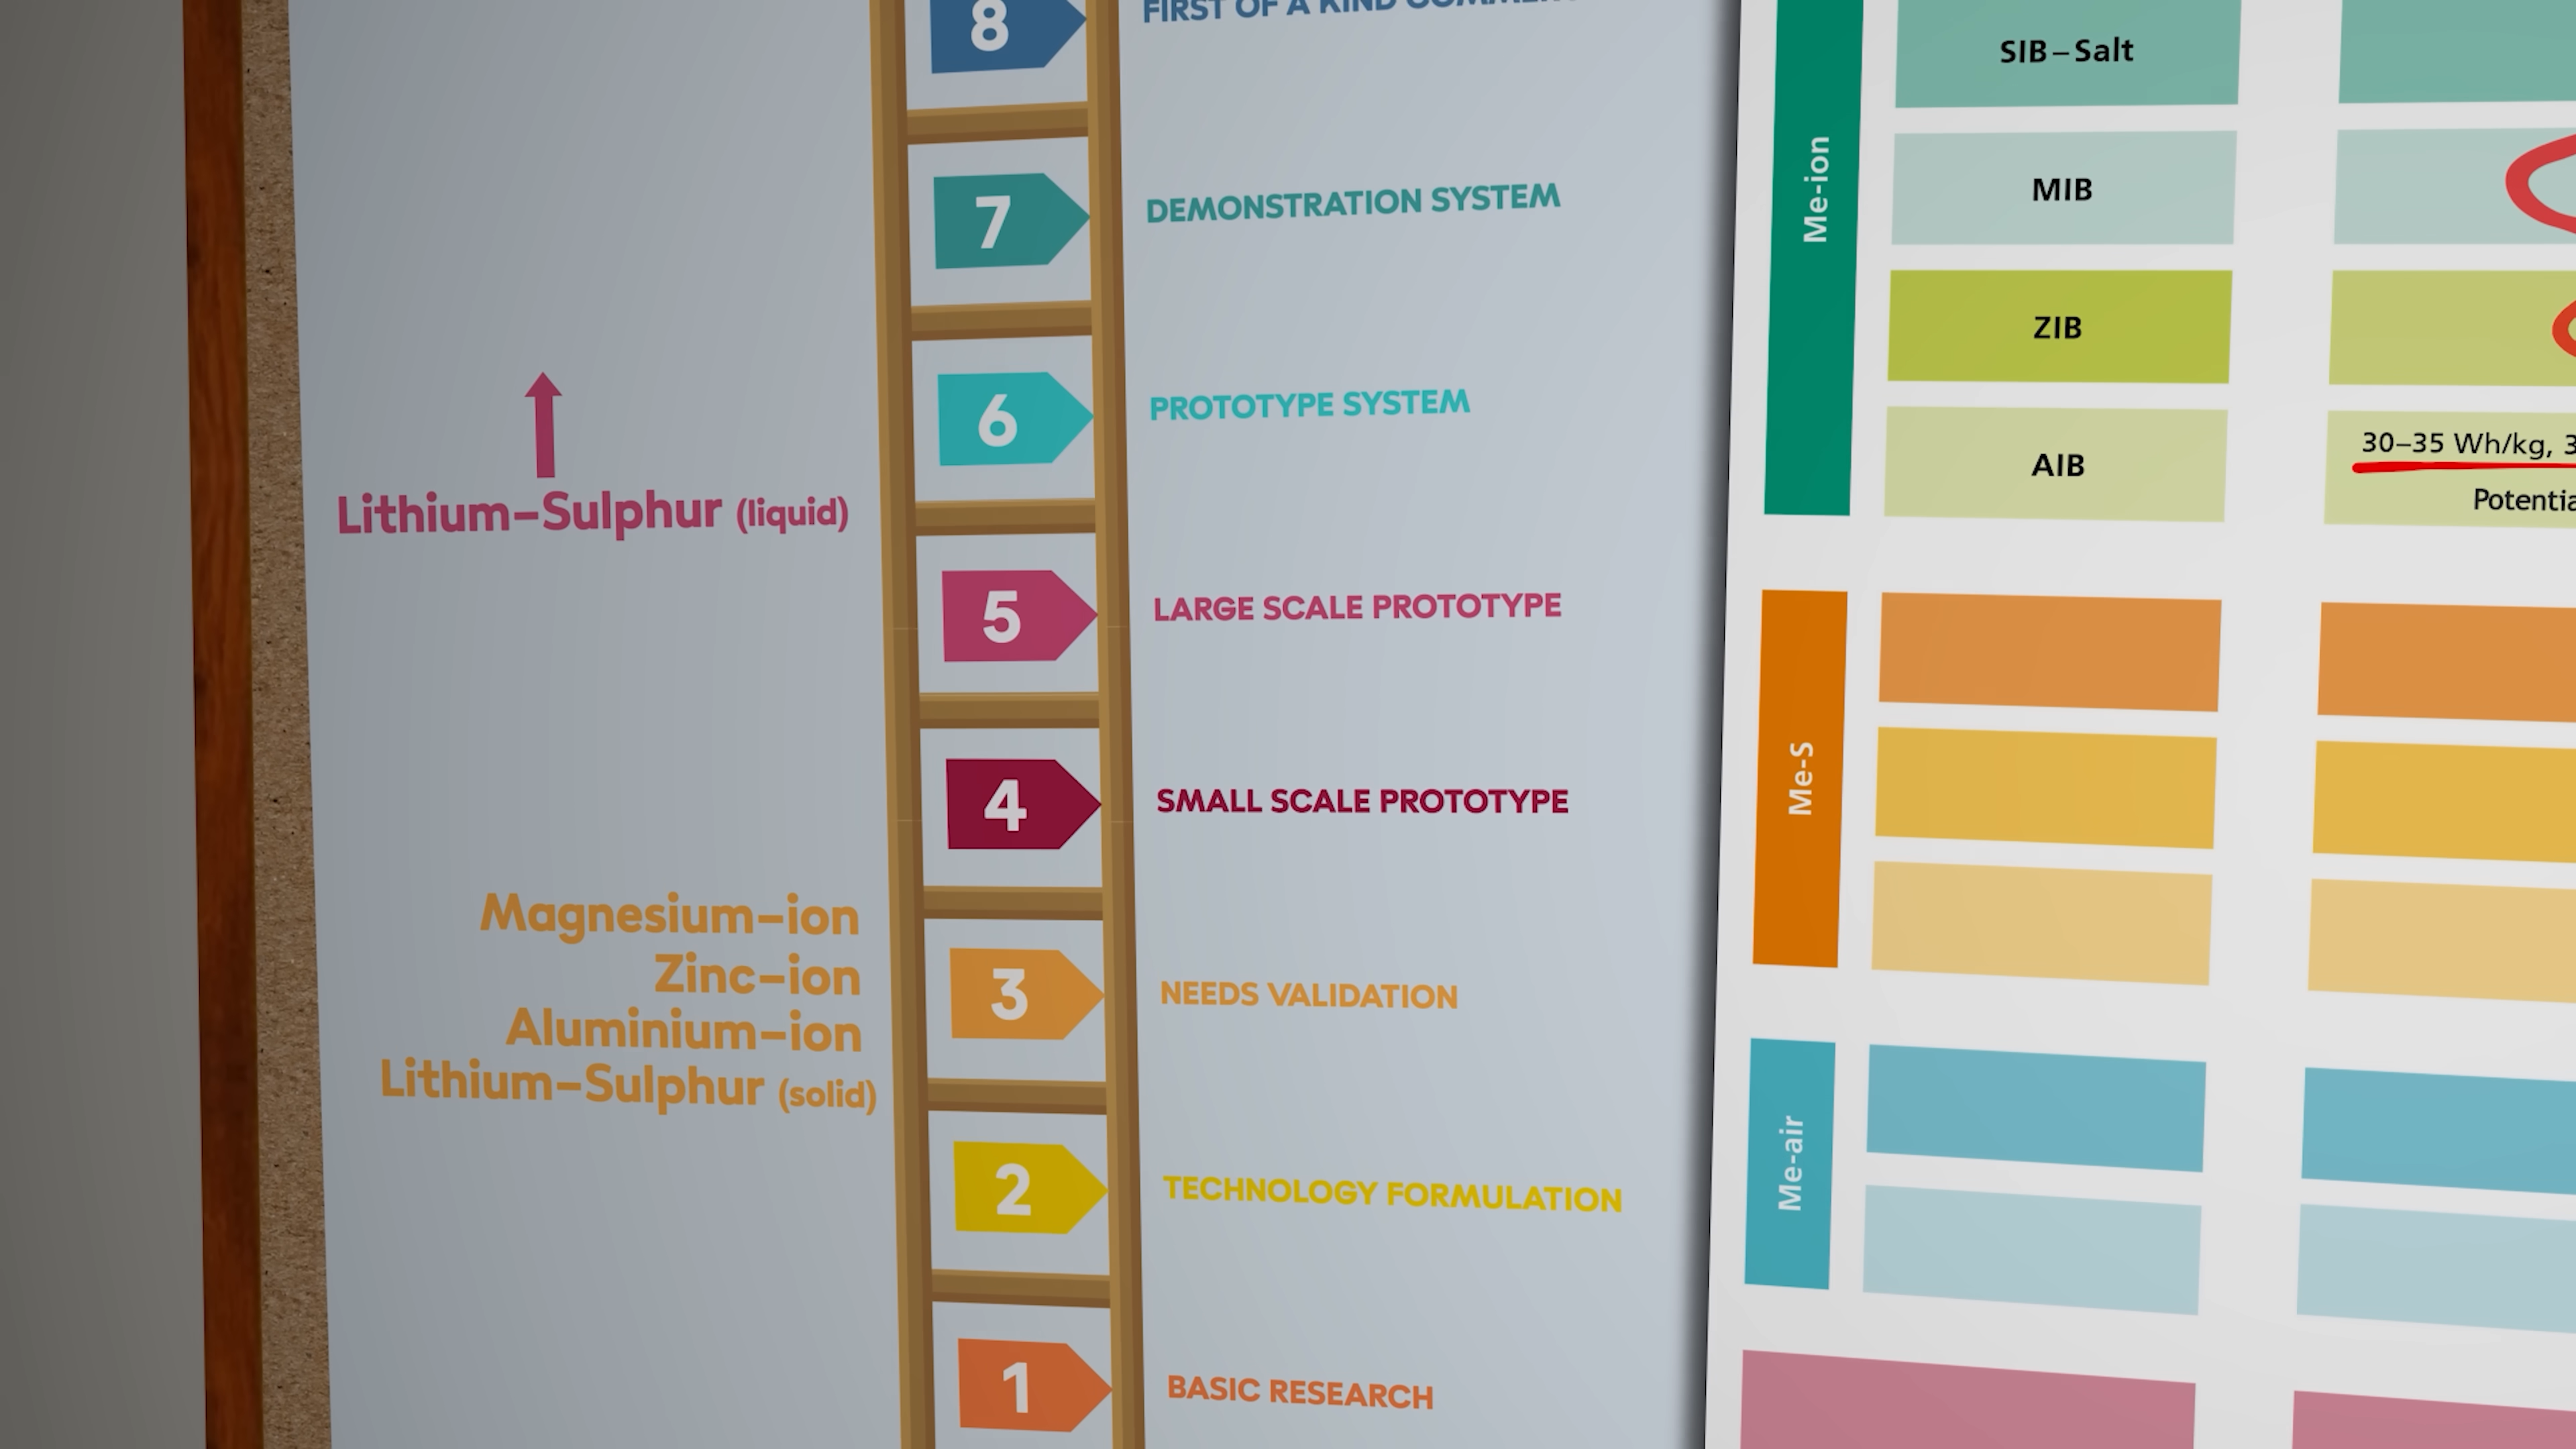 8
FIRST OF A KIND
7
DEMONSTRATION SYSTEM
6
PROTOTYPE SYSTEM
Lithium-Sulphur (liquid)
5
LARGE SCALE PROTOTYPE
4
SMALL SCALE PROTOTYPE
Magnesium-ion
Zinc-ion
Aluminium-ion
Lithium-Sulphur (solid)
3
NEEDS VALIDATION
2
TECHNOLOGY FORMULATION
1
BASIC RESEARCH
Me-ion
SIB-Salt
MIB
ZIB
AIB
30-35 Wh/kg, 3
Me-S
Me-air